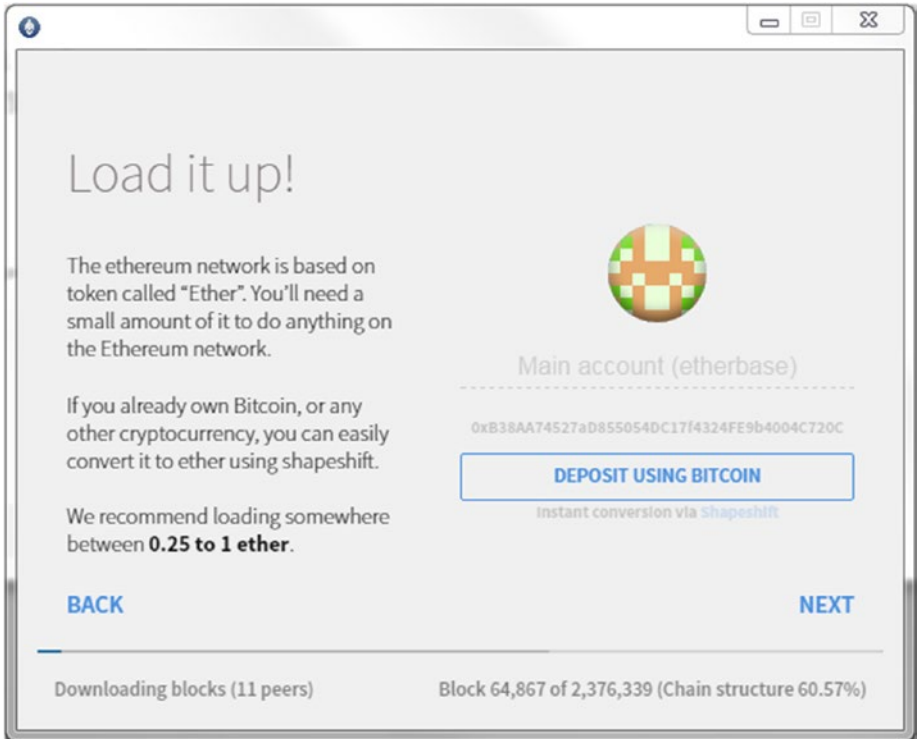 Load it up!
The ethereum network is based on
token called “Ether”. You’ll need a
small amount of it to do anything on
the Ethereum network.
If you already own Bitcoin, or any
other cryptocurrency, you can easily
convert it to ether using shapeshift.
We recommend loading somewhere
between 0.25 to 1 ether.
Main account (etherbase)
0xB38AA74527aD855054DC17f4324FE9b4004C720C
DEPOSIT USING BITCOIN
Instant conversion via Shapeshift
BACK
NEXT
Downloading blocks (11 peers)
Block 64,867 of 2,376,339 (Chain structure 60.57%)